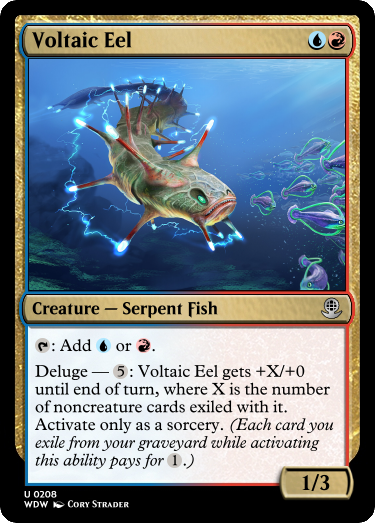 Voltaic Eel
Creature — Serpent Fish
: Add or .
Deluge — 5: Voltaic Eel gets +X/+0
until end of turn, where X is the number
of noncreature cards exiled with it.
Activate only as a sorcery. (Each card you
exile from your graveyard while activating
this ability pays for 1.)
1/3
U 0208
WDW Cory Strader